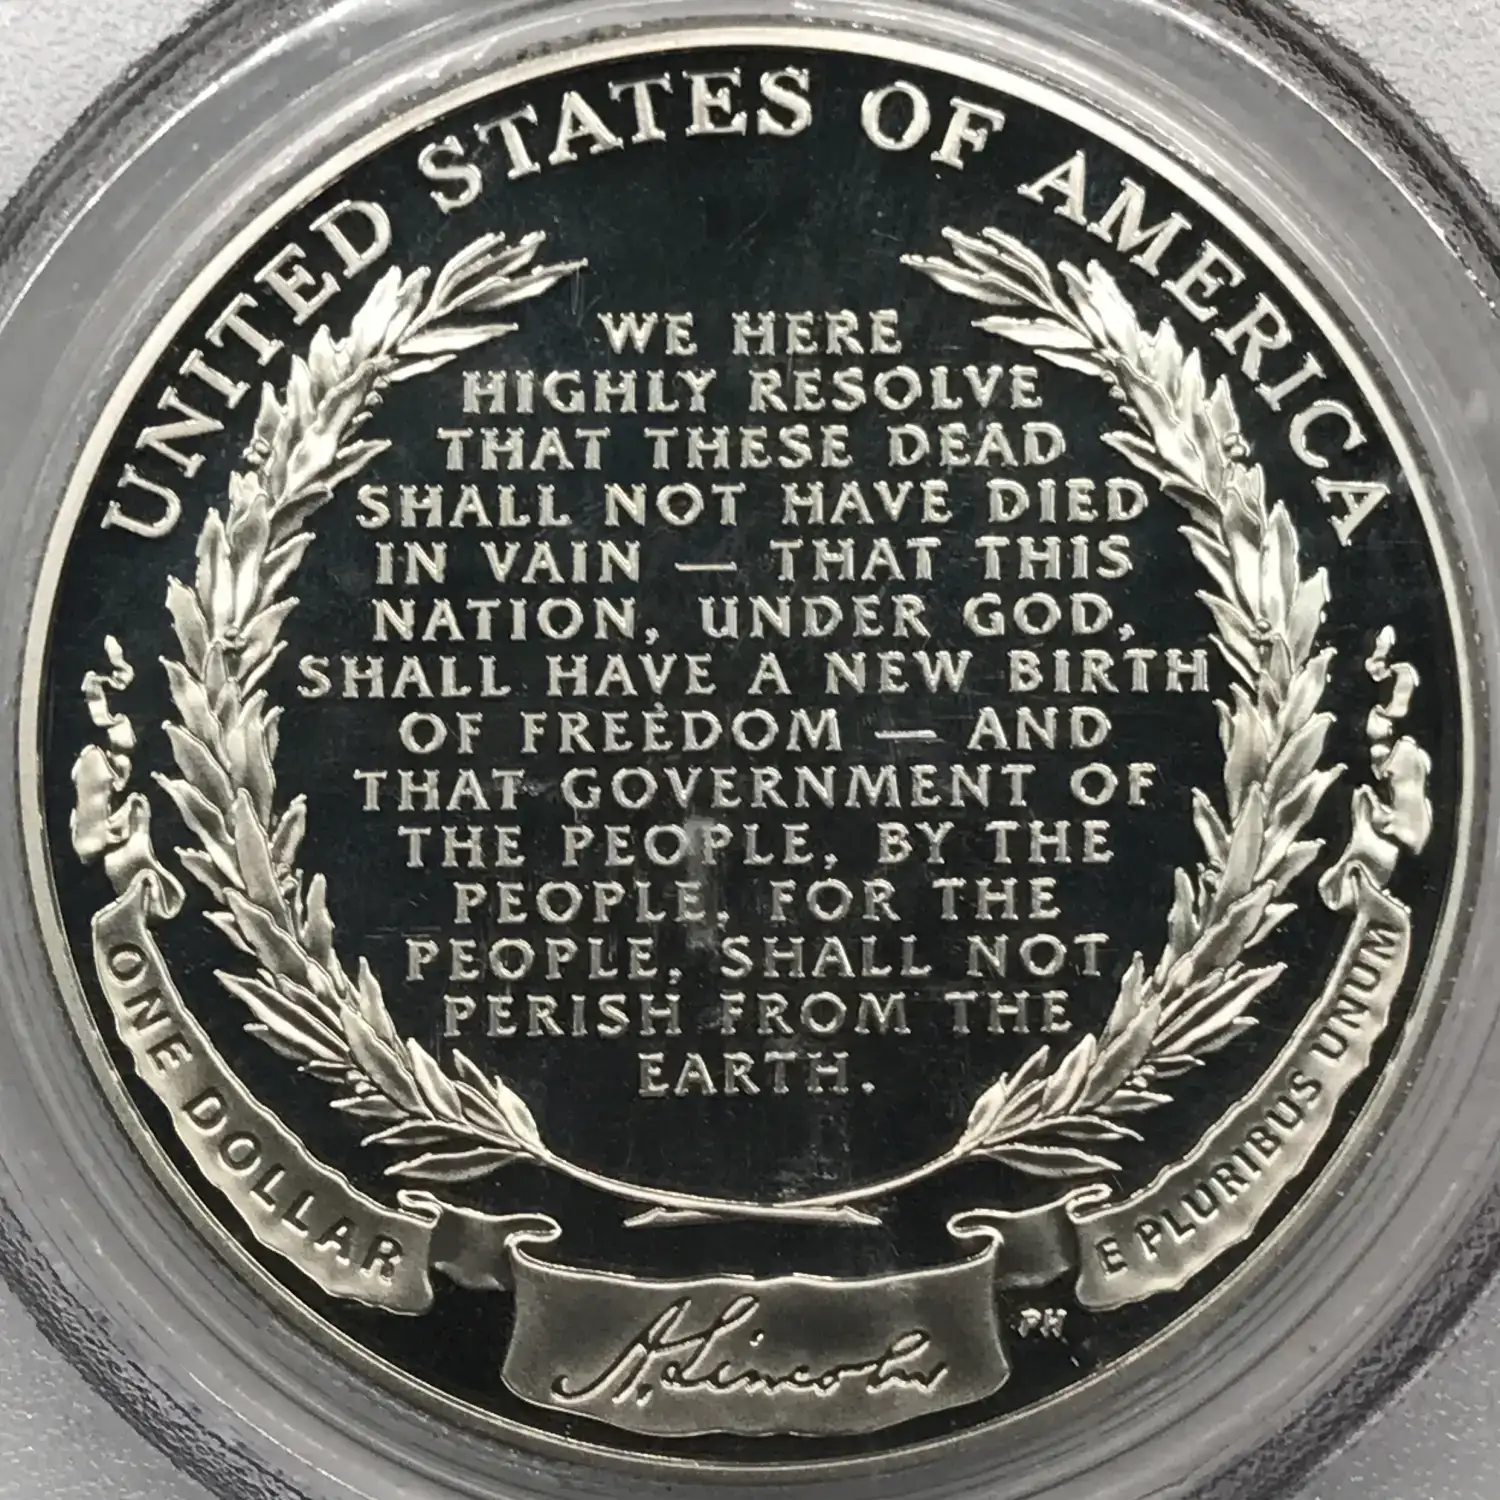 UNITED STATES OF AMERICA
WE HERE
HIGHLY RESOLVE
THAT THESE DEAD
SHALL NOT HAVE DIED
IN VAIN — THAT THIS
NATION, UNDER GOD,
SHALL HAVE A NEW BIRTH
OF FREEDOM — AND
THAT GOVERNMENT OF
THE PEOPLE, BY THE
PEOPLE, FOR THE
PEOPLE, SHALL NOT
PERISH FROM THE
EARTH.
ONE DOLLAR
E PLURIBUS UNUM
A. Lincoln
PH